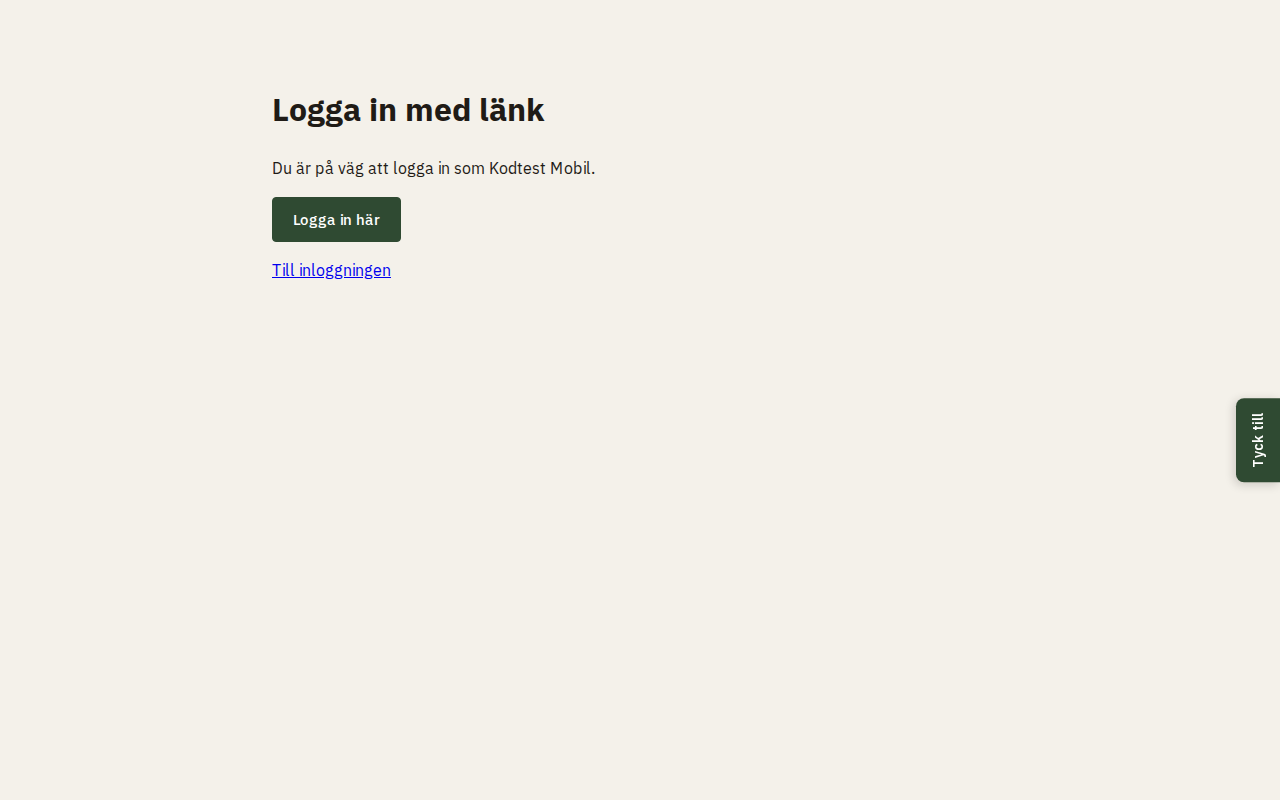 Logga in med länk
Du är på väg att logga in som Kodtest Mobil.
Logga in här
Till inloggningen
Tyck till